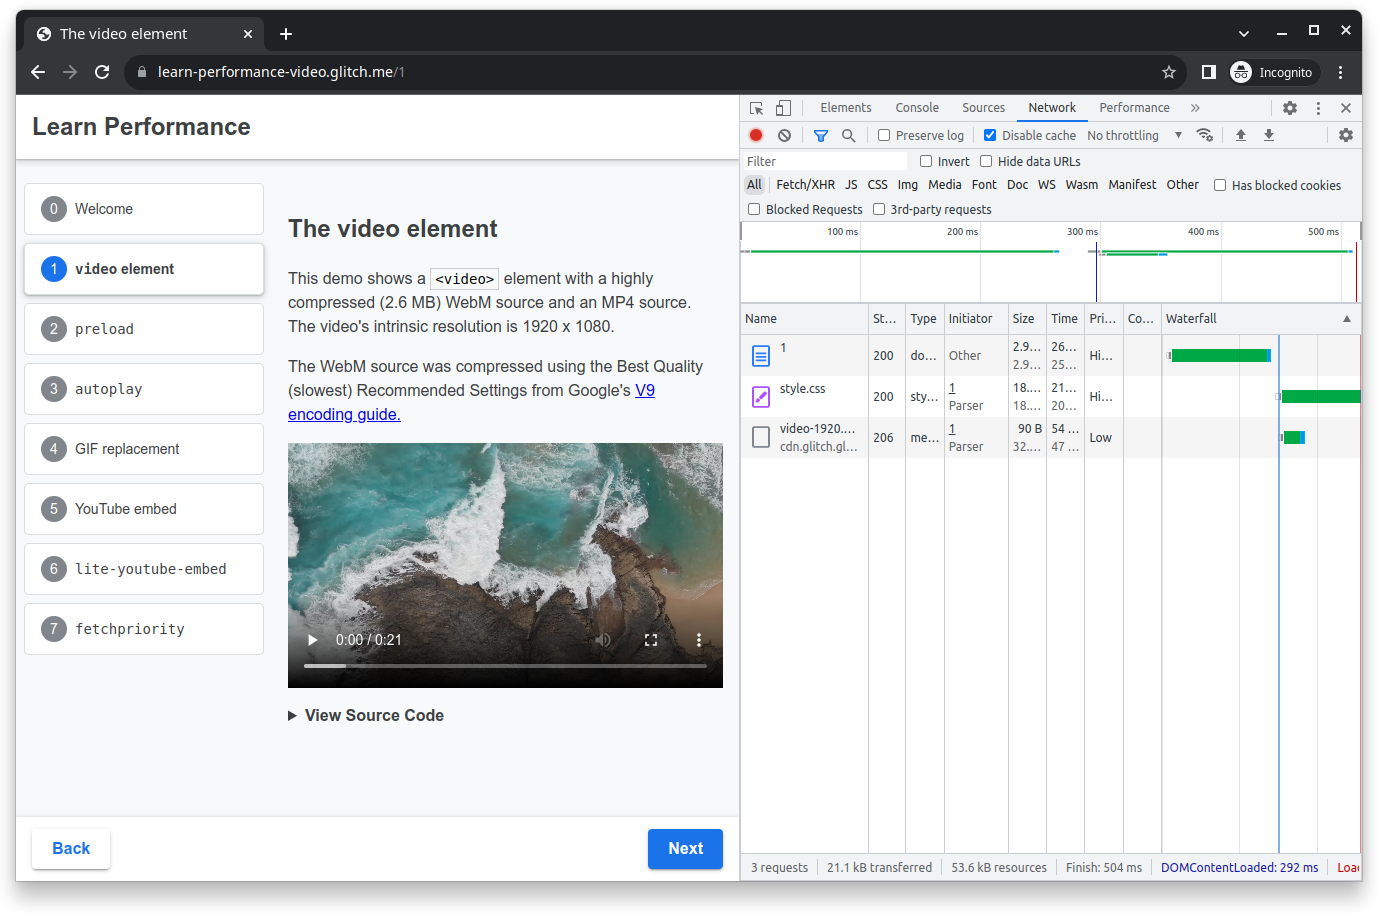 The video element
learn-performance-video.glitch.me/1
Incognito
Learn Performance
0 Welcome
1 video element
2 preload
3 autoplay
4 GIF replacement
5 YouTube embed
6 lite-youtube-embed
7 fetchpriority
The video element
This demo shows a <video> element with a highly
compressed (2.6 MB) WebM source and an MP4 source.
The video's intrinsic resolution is 1920 x 1080.
The WebM source was compressed using the Best Quality
(slowest) Recommended Settings from Google's V9
encoding guide.
0:00 / 0:21
View Source Code
Back
Next
Elements Console Sources Network Performance »
Preserve log Disable cache No throttling
Filter Invert Hide data URLs
All Fetch/XHR JS CSS Img Media Font Doc WS Wasm Manifest Other Has blocked cookies
Blocked Requests 3rd-party requests
100 ms 200 ms 300 ms 400 ms 500 ms
Name St... Type Initiator Size Time Pri... Co... Waterfall
1 200 do... Other 2.9... 26... Hi...
2.9... 25...
style.css 200 sty... 1 18.... 21... Hi...
Parser 18.... 20...
video-1920.... 206 me... 1 90 B 54 ... Low
cdn.glitch.gl... Parser 32.... 47 ...
3 requests 21.1 kB transferred 53.6 kB resources Finish: 504 ms DOMContentLoaded: 292 ms Loa